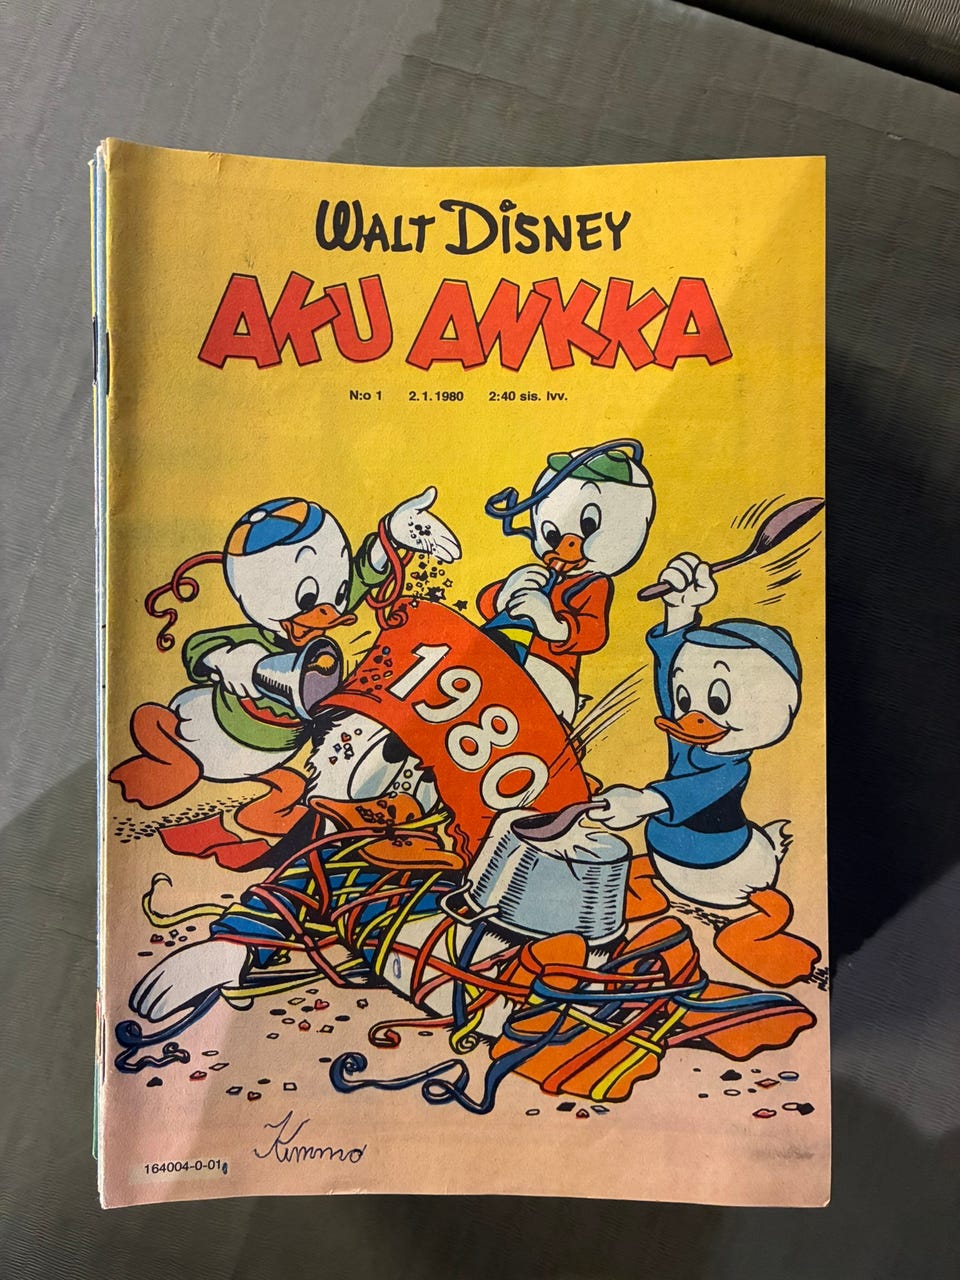 WALT DISNEY
AKU ANKKA
N:o 1 2.1.1980 2:40 sis. lvv.
1980
Kimmo
164004-0-01